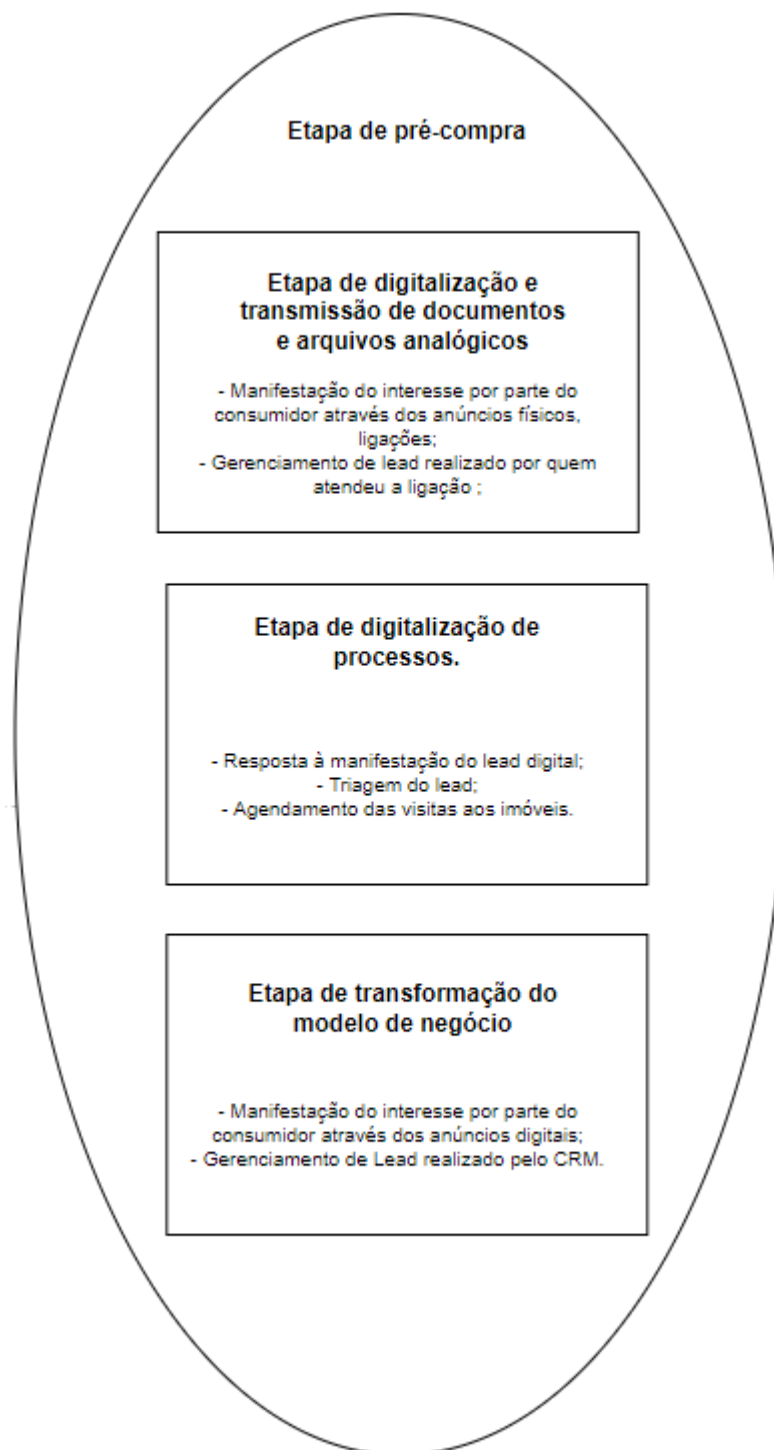 Etapa de pré-compra
Etapa de digitalização e
transmissão de documentos
e arquivos analógicos
- Manifestação do interesse por parte do
consumidor através dos anúncios físicos,
ligações;
- Gerenciamento de lead realizado por quem
atendeu a ligação ;
Etapa de digitalização de
processos.
- Resposta à manifestação do lead digital;
- Triagem do lead;
- Agendamento das visitas aos imóveis.
Etapa de transformação do
modelo de negócio
- Manifestação do interesse por parte do
consumidor através dos anúncios digitais;
- Gerenciamento de Lead realizado pelo CRM.